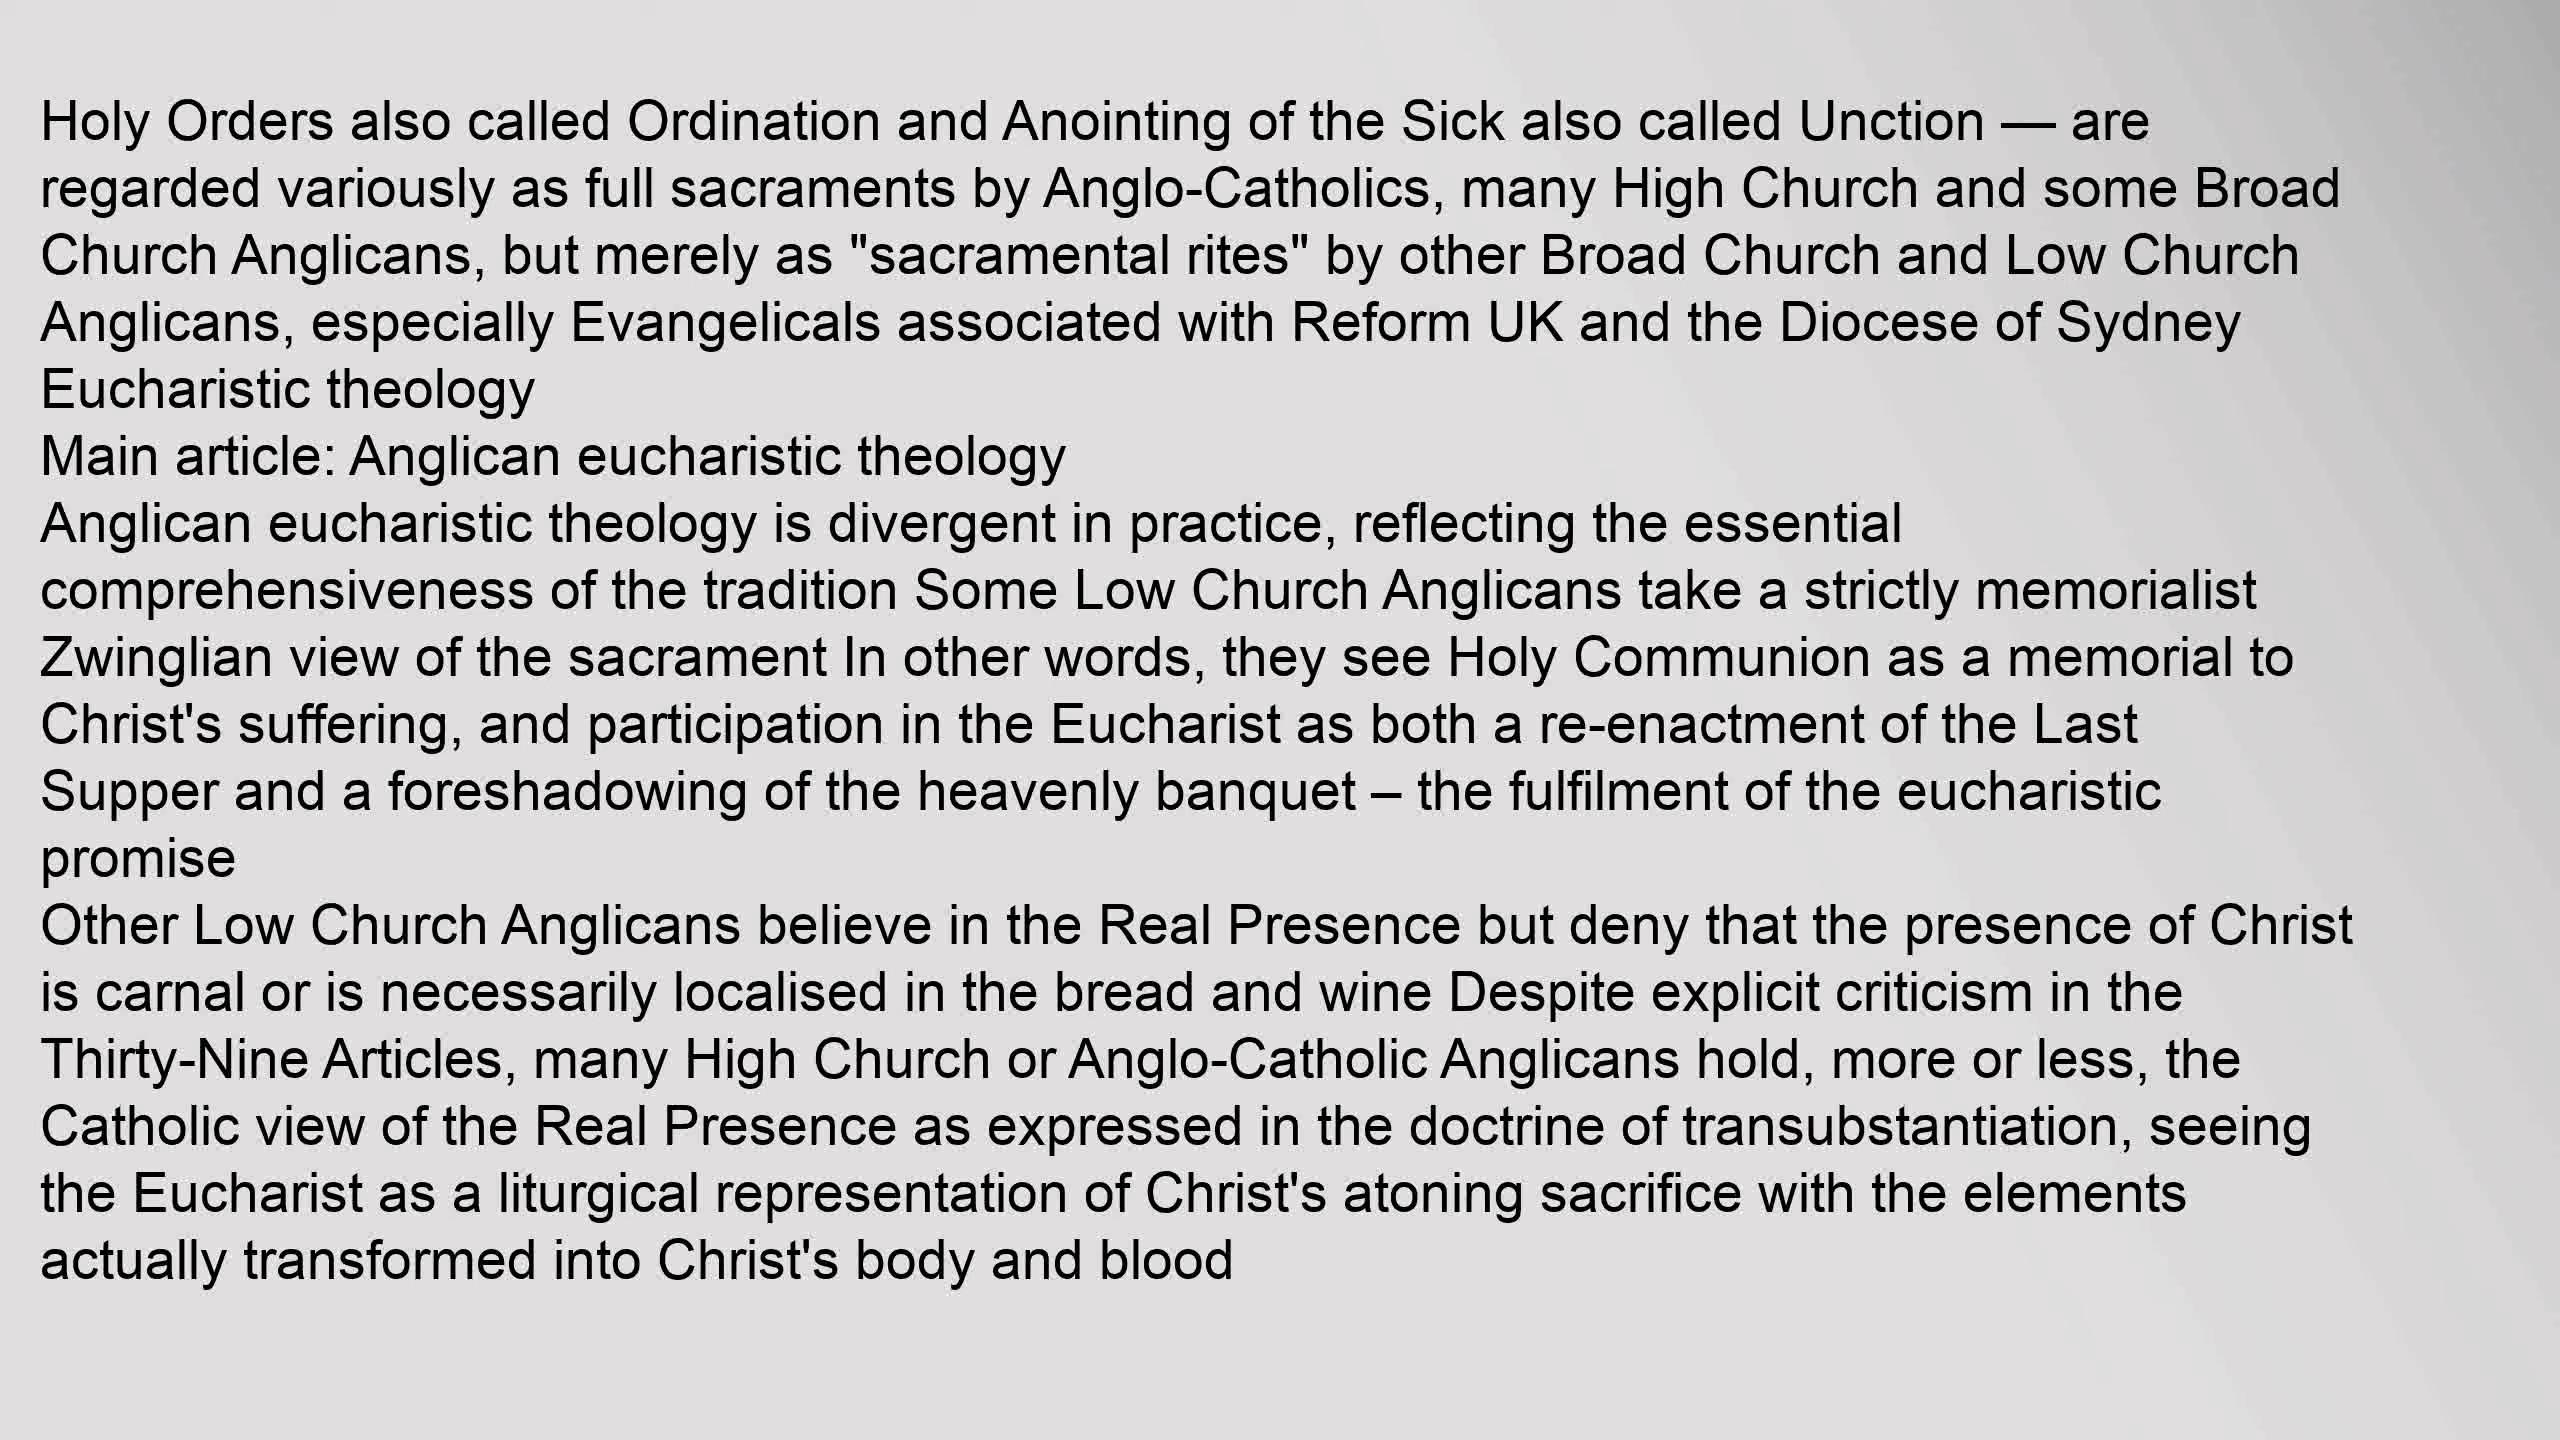 Holy Orders also called Ordination and Anointing of the Sick also called Unction — are
regarded variously as full sacraments by Anglo-Catholics, many High Church and some Broad
Church Anglicans, but merely as "sacramental rites" by other Broad Church and Low Church
Anglicans, especially Evangelicals associated with Reform UK and the Diocese of Sydney
Eucharistic theology
Main article: Anglican eucharistic theology
Anglican eucharistic theology is divergent in practice, reflecting the essential
comprehensiveness of the tradition Some Low Church Anglicans take a strictly memorialist
Zwinglian view of the sacrament In other words, they see Holy Communion as a memorial to
Christ's suffering, and participation in the Eucharist as both a re-enactment of the Last
Supper and a foreshadowing of the heavenly banquet – the fulfilment of the eucharistic
promise
Other Low Church Anglicans believe in the Real Presence but deny that the presence of Christ
is carnal or is necessarily localised in the bread and wine Despite explicit criticism in the
Thirty-Nine Articles, many High Church or Anglo-Catholic Anglicans hold, more or less, the
Catholic view of the Real Presence as expressed in the doctrine of transubstantiation, seeing
the Eucharist as a liturgical representation of Christ's atoning sacrifice with the elements
actually transformed into Christ's body and blood